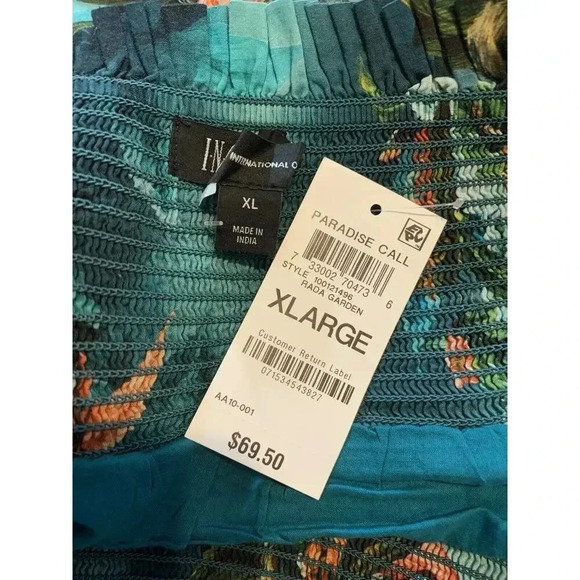 I.N
INTERNATIONAL C
XL
MADE IN
INDIA
PARADISE CALL
7 33002 70473 6
STYLE 100121496
RADA GARDEN
XLARGE
Customer Return Label
071534543827
AA10-001
$69.50